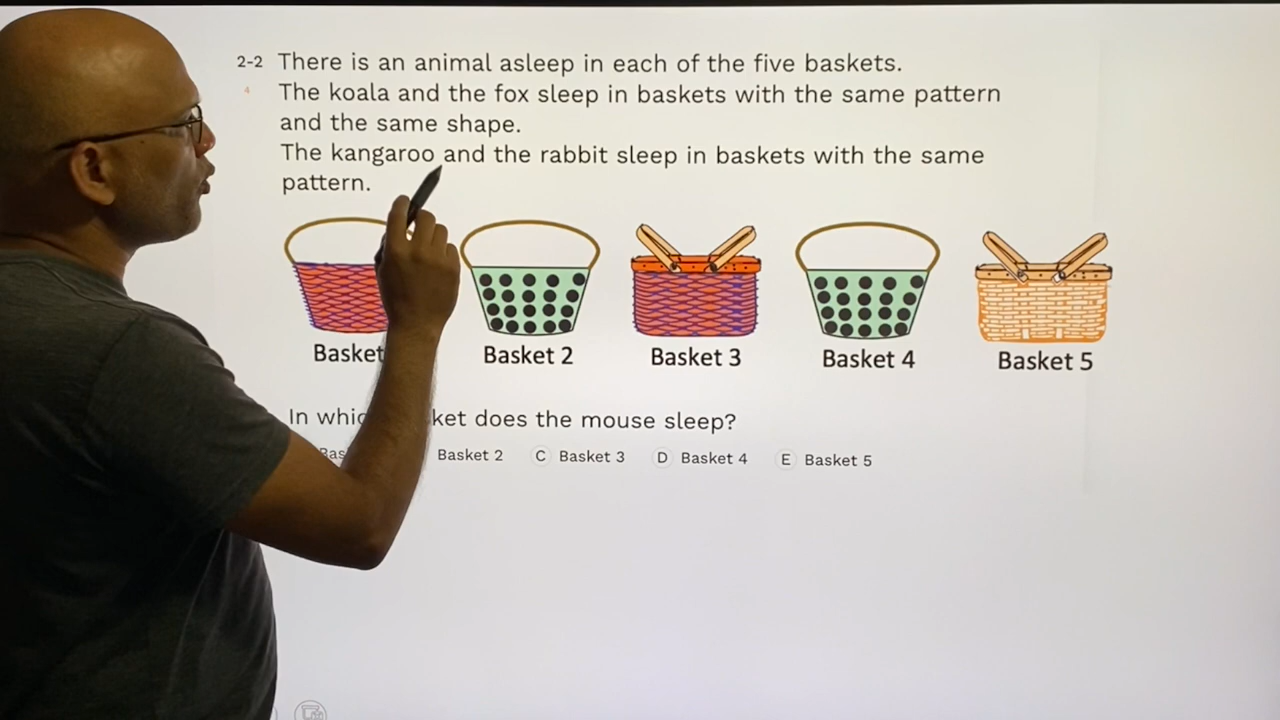 2-2 There is an animal asleep in each of the five baskets.
4 The koala and the fox sleep in baskets with the same pattern
and the same shape.
The kangaroo and the rabbit sleep in baskets with the same
pattern.
Basket Basket 2 Basket 3 Basket 4 Basket 5
In does the mouse sleep?
Basket 2 C Basket 3 D Basket 4 E Basket 5